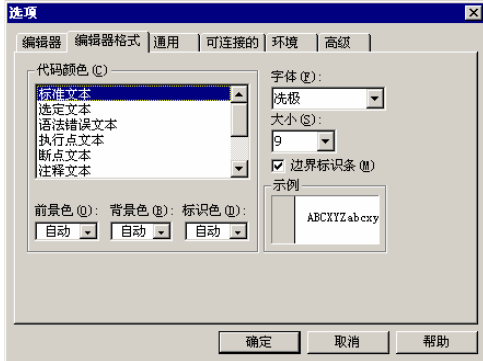 选项
编辑器 编辑器格式 通用 可连接的 环境 高级
代码颜色(C)
标准文本
选定文本
语法错误文本
执行点文本
断点文本
注释文本
前景色(O): 背景色(B): 标识色(D):
自动 自动 自动
字体(F):
冼极
大小(S):
9
边界标识条(M)
示例
ABCXYZabcxy
确定 取消 帮助